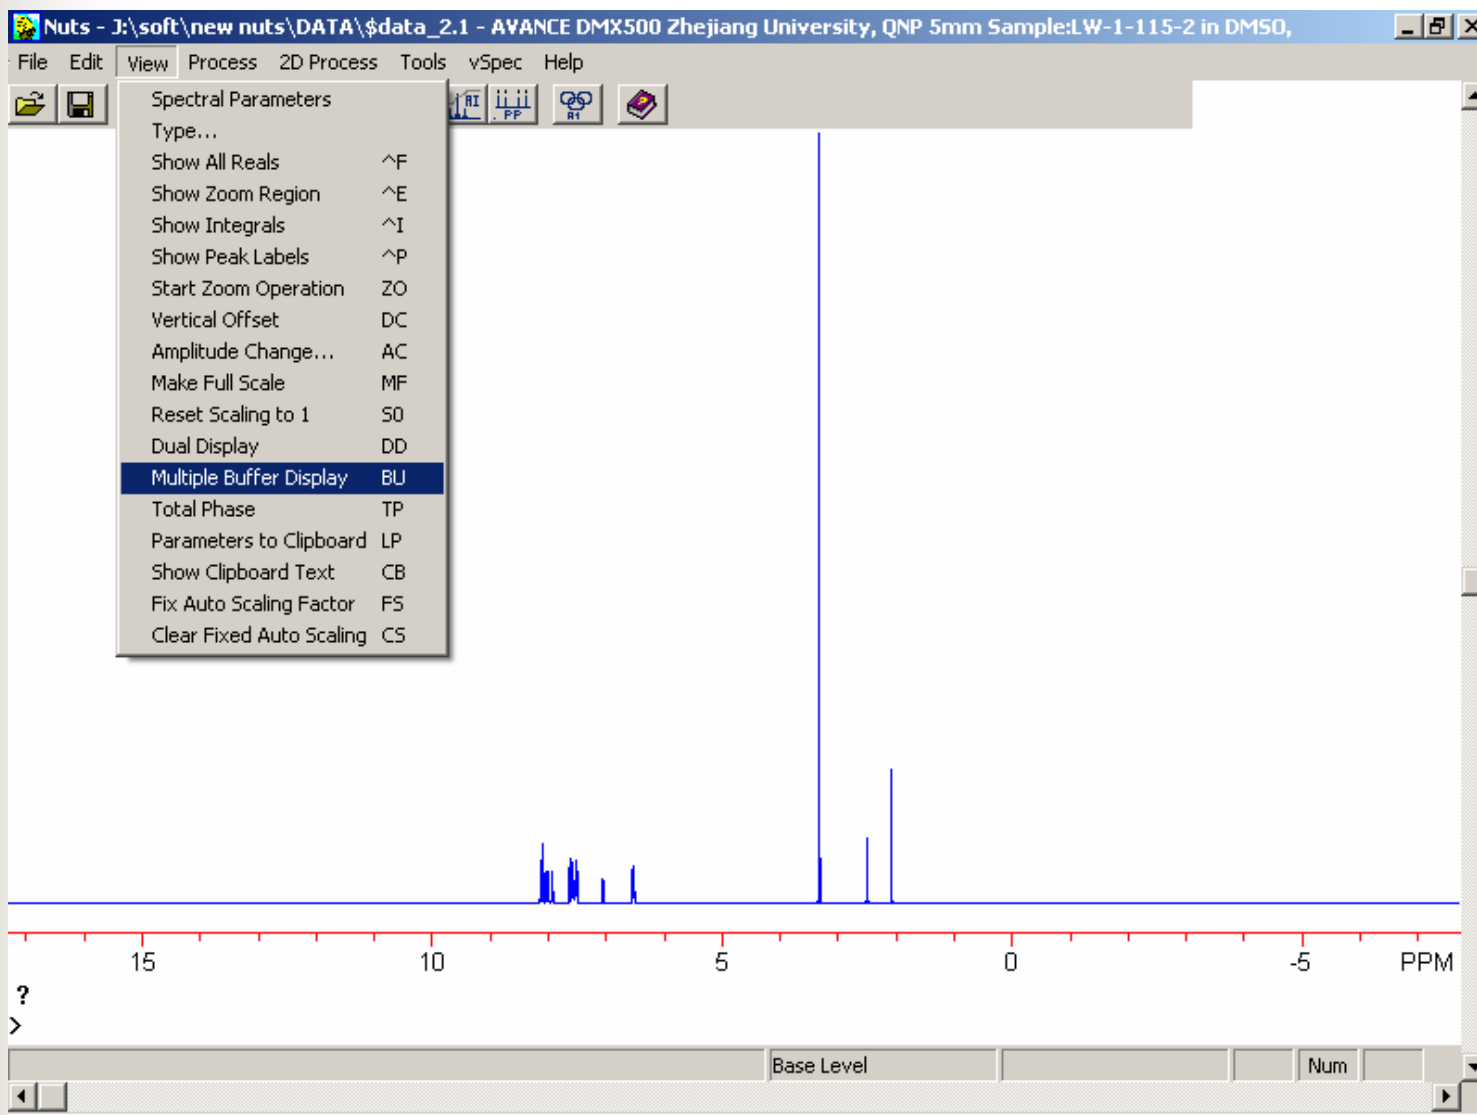 Nuts - J:\soft\new nuts\DATA\$data_2.1 - AVANCE DMX500 Zhejiang University, QNP 5mm Sample:LW-1-115-2 in DMSO,
File Edit View Process 2D Process Tools vSpec Help
AI PP A1
Spectral Parameters
Type...
Show All Reals ^F
Show Zoom Region ^E
Show Integrals ^I
Show Peak Labels ^P
Start Zoom Operation ZO
Vertical Offset DC
Amplitude Change... AC
Make Full Scale MF
Reset Scaling to 1 S0
Dual Display DD
Multiple Buffer Display BU
Total Phase TP
Parameters to Clipboard LP
Show Clipboard Text CB
Fix Auto Scaling Factor FS
Clear Fixed Auto Scaling CS
15 10 5 0 -5 PPM
?
>
Base Level Num